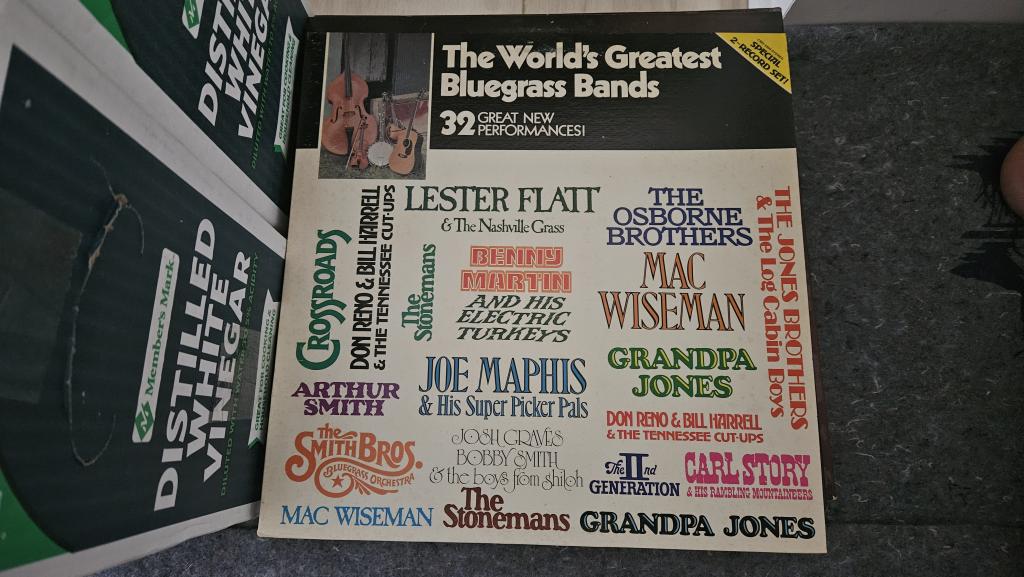 The World's Greatest
Bluegrass Bands
32 GREAT NEW
PERFORMANCES!
SPECIAL
2-RECORD SET!
LESTER FLATT
& The Nashville Grass
THE
OSBORNE
BROTHERS
THE JONES BROTHERS
& The Log Cabin Boys
CROSSROADS
DON RENO & BILL HARRELL
& THE TENNESSEE CUT-UPS
The
Stonemans
BENNY
MARTIN
AND HIS
ELECTRIC
TURKEYS
MAC
WISEMAN
ARTHUR
SMITH
JOE MAPHIS
& His Super Picker Pals
GRANDPA
JONES
DON RENO & BILL HARRELL
& THE TENNESSEE CUT-UPS
THE
SMITH BROS.
BLUEGRASS ORCHESTRA
JOSH GRAVES
BOBBY SMITH
& the boys from shiloh
The IInd
GENERATION
CARL STORY
& HIS RAMBLING MOUNTAINEERS
MAC WISEMAN
The
Stonemans
GRANDPA JONES
DISTI
WHITE
VINEG
Member's Mark
DISTILLED
WHITE
VINEGAR